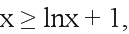 x ≥ lnx + 1,